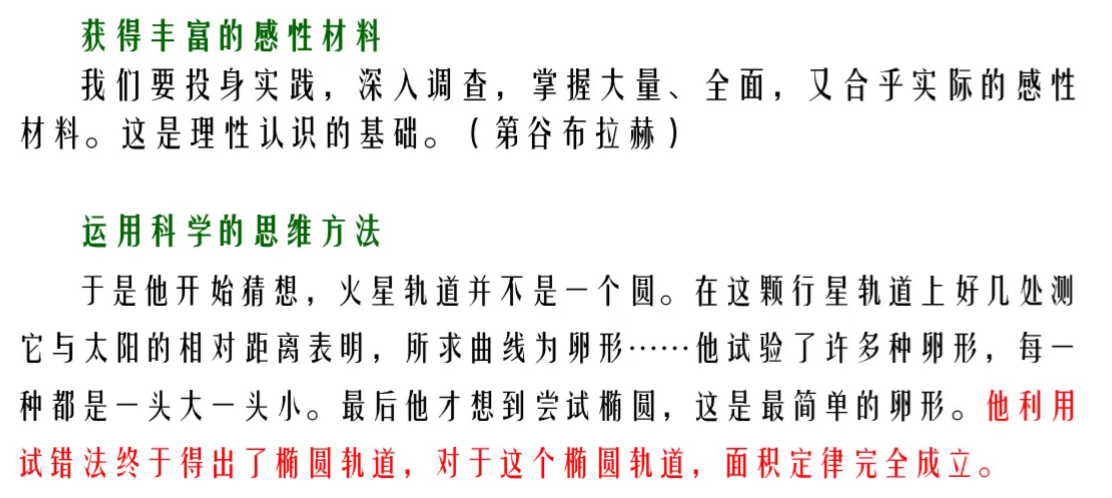 获得丰富的感性材料
我们要投身实践，深入调查，掌握大量、全面，又合乎实际的感性
材料。这是理性认识的基础。（第谷布拉赫）
运用科学的思维方法
于是他开始猜想，火星轨道并不是一个圆。在这颗行星轨道上好几处测
它与太阳的相对距离表明，所求曲线为卵形……他试验了许多种卵形，每一
种都是一头大一头小。最后他才想到尝试椭圆，这是最简单的卵形。他利用
试错法终于得出了椭圆轨道，对于这个椭圆轨道，面积定律完全成立。